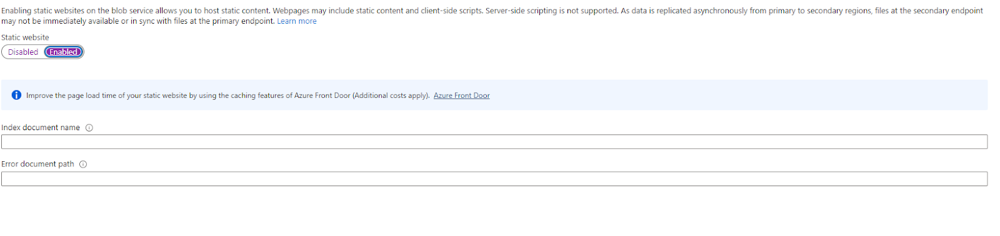 Enabling static websites on the blob service allows you to host static content. Webpages may include static content and client-side scripts. Server-side scripting is not supported. As data is replicated asynchronously from primary to secondary regions, files at the secondary endpoint
may not be immediately available or in sync with files at the primary endpoint. Learn more
Static website
Disabled Enabled
Improve the page load time of your static website by using the caching features of Azure Front Door (Additional costs apply). Azure Front Door
Index document name
Error document path